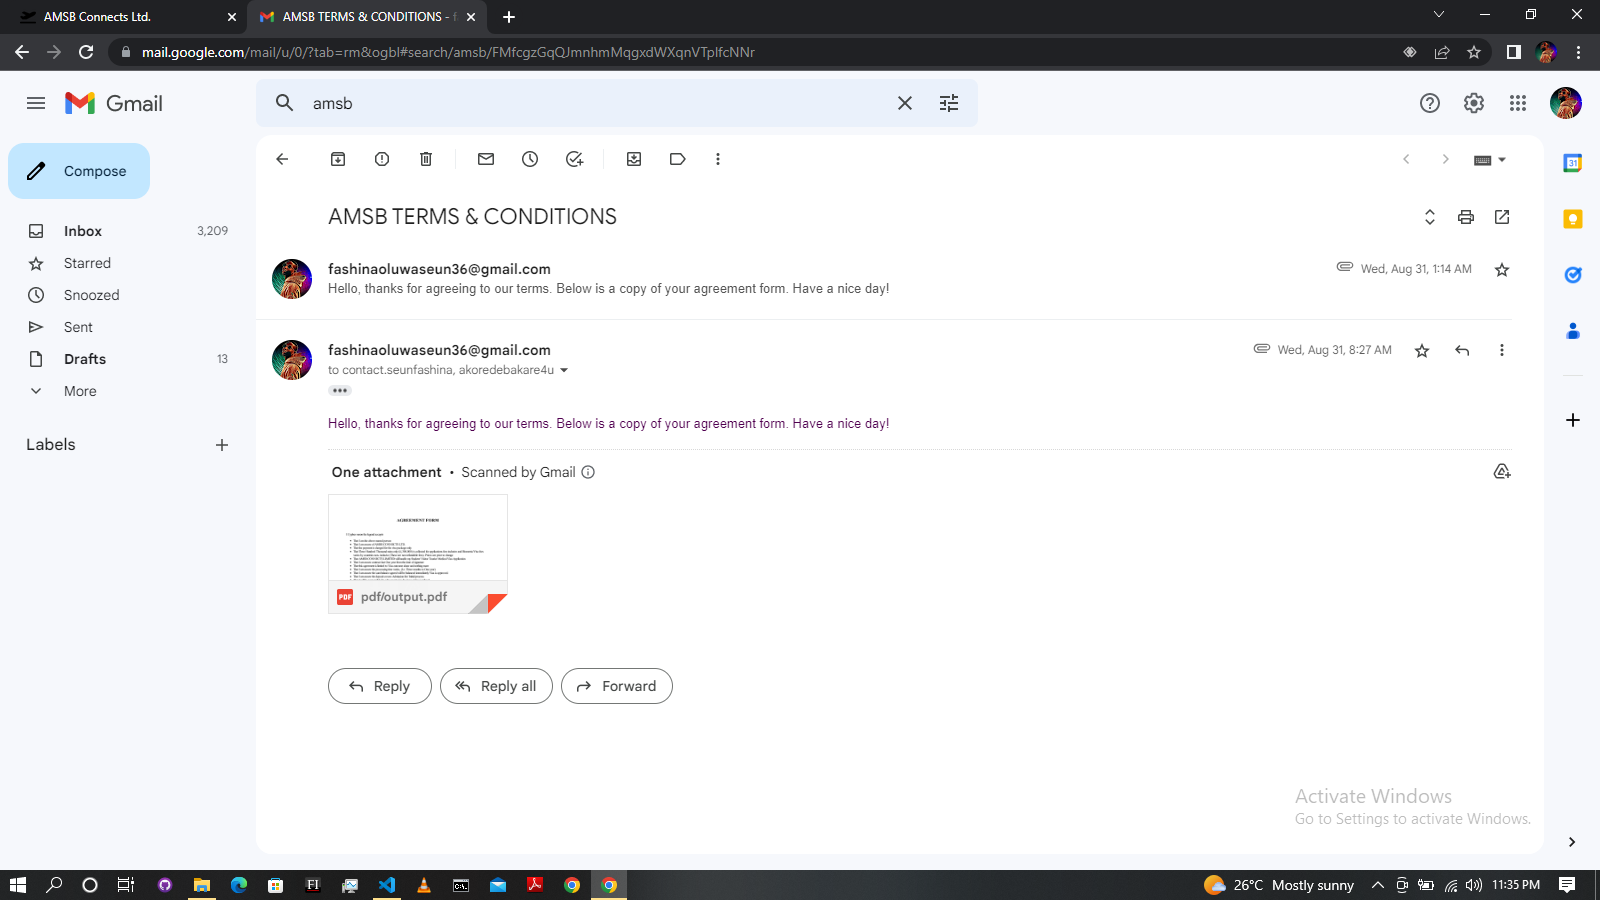 AMSB Connects Ltd.
AMSB TERMS & CONDITIONS - f
mail.google.com/mail/u/0/?tab=rm&ogbl#search/amsb/FMfcgzGqQJmnhmMqgxdWXqnVTplfcNNr
Gmail
amsb
Compose
Inbox 3,209
Starred
Snoozed
Sent
Drafts 13
More
Labels
AMSB TERMS & CONDITIONS
fashinaoluwaseun36@gmail.com Wed, Aug 31, 1:14 AM
Hello, thanks for agreeing to our terms. Below is a copy of your agreement form. Have a nice day!
fashinaoluwaseun36@gmail.com Wed, Aug 31, 8:27 AM
to contact.seunfashina, akoredebakare4u
Hello, thanks for agreeing to our terms. Below is a copy of your agreement form. Have a nice day!
One attachment • Scanned by Gmail
AGREEMENT FORM
PDF pdf/output.pdf
Reply Reply all Forward
31
Activate Windows
Go to Settings to activate Windows.
FI
26°C Mostly sunny 11:35 PM